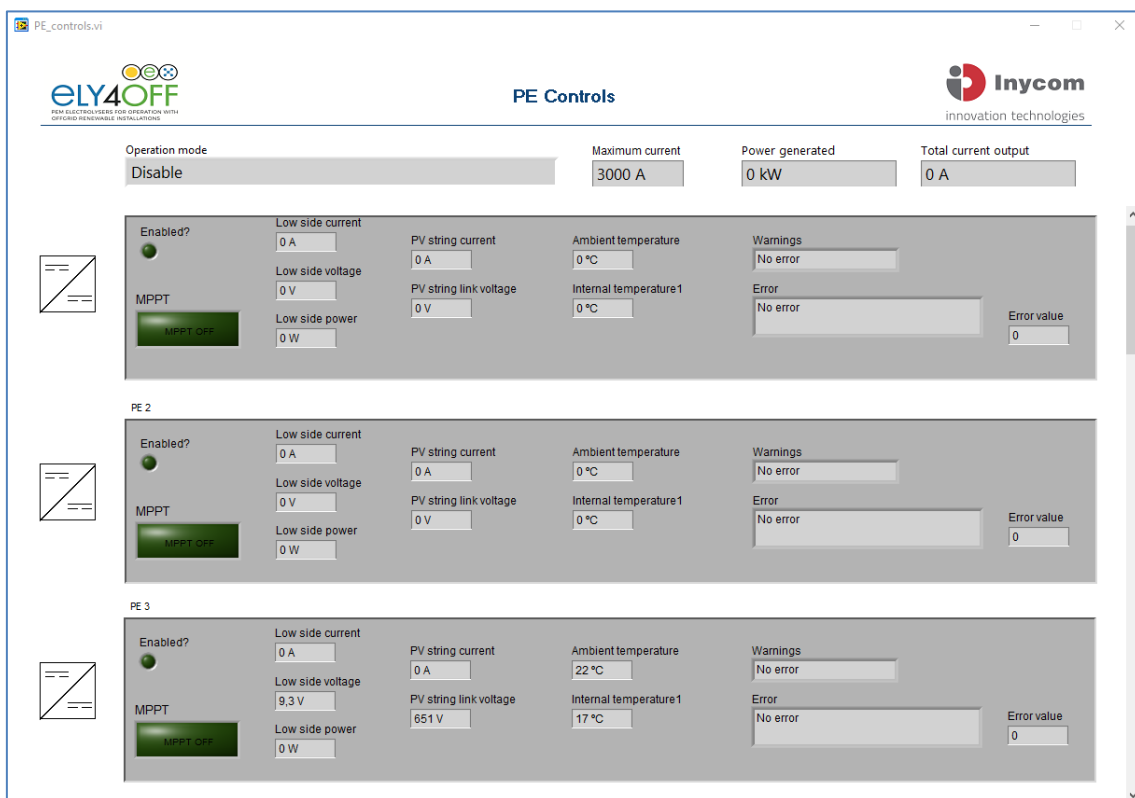 PE_controls.vi
ELY4OFF
PEM ELECTROLYSERS FOR OPERATION WITH
OFFGRID RENEWABLE INSTALLATIONS
PE Controls
Inycom
innovation technologies
Operation mode
Disable
Maximum current
3000 A
Power generated
0 kW
Total current output
0 A
Enabled?
MPPT
MPPT OFF
Low side current
0 A
Low side voltage
0 V
Low side power
0 W
PV string current
0 A
PV string link voltage
0 V
Ambient temperature
0 ºC
Internal temperature1
0 ºC
Warnings
No error
Error
No error
Error value
0
PE 2
Enabled?
MPPT
MPPT OFF
Low side current
0 A
Low side voltage
0 V
Low side power
0 W
PV string current
0 A
PV string link voltage
0 V
Ambient temperature
0 ºC
Internal temperature1
0 ºC
Warnings
No error
Error
No error
Error value
0
PE 3
Enabled?
MPPT
MPPT OFF
Low side current
0 A
Low side voltage
9,3 V
Low side power
0 W
PV string current
0 A
PV string link voltage
651 V
Ambient temperature
22 ºC
Internal temperature1
17 ºC
Warnings
No error
Error
No error
Error value
0